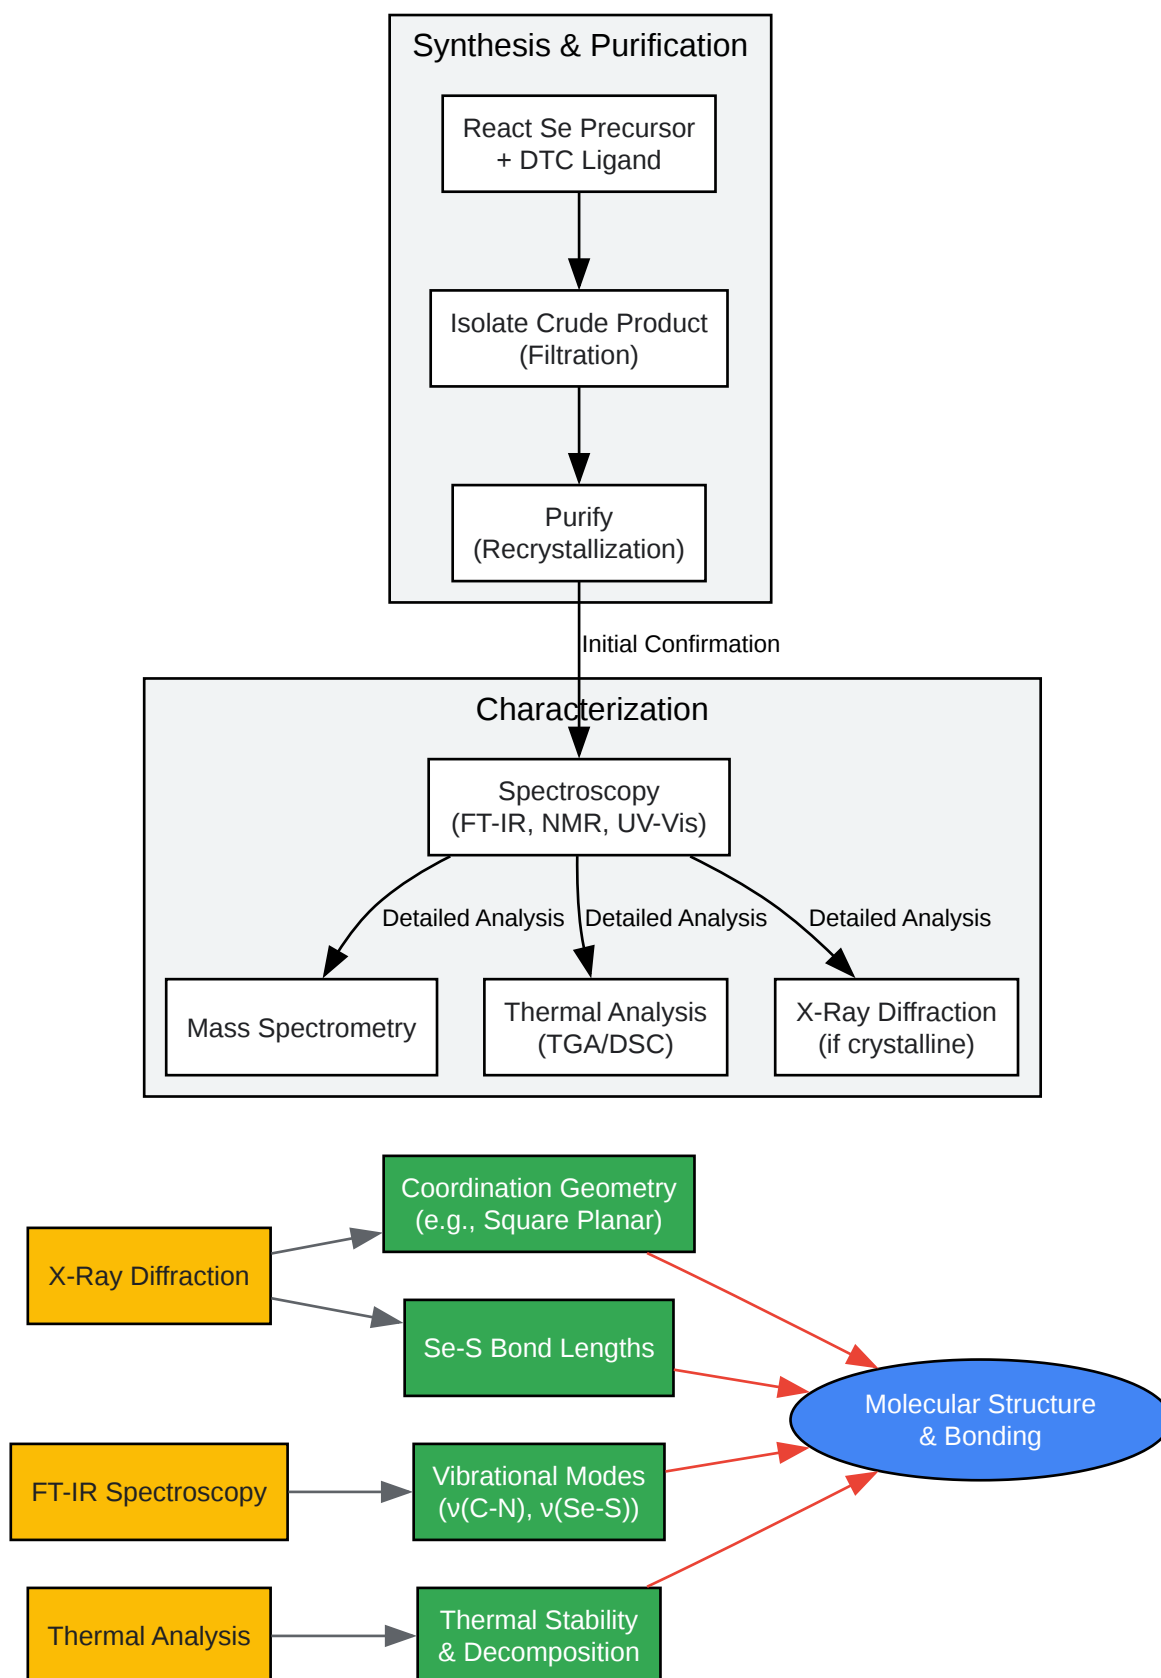 Synthesis & Purification
React Se Precursor
+ DTC Ligand
Isolate Crude Product
(Filtration)
Purify
(Recrystallization)
Initial Confirmation
Characterization
Spectroscopy
(FT-IR, NMR, UV-Vis)
Detailed Analysis
Detailed Analysis
Detailed Analysis
Mass Spectrometry
Thermal Analysis
(TGA/DSC)
X-Ray Diffraction
(if crystalline)
Coordination Geometry
(e.g., Square Planar)
X-Ray Diffraction
Se-S Bond Lengths
Molecular Structure
& Bonding
FT-IR Spectroscopy
Vibrational Modes
(ν(C-N), ν(Se-S))
Thermal Analysis
Thermal Stability
& Decomposition